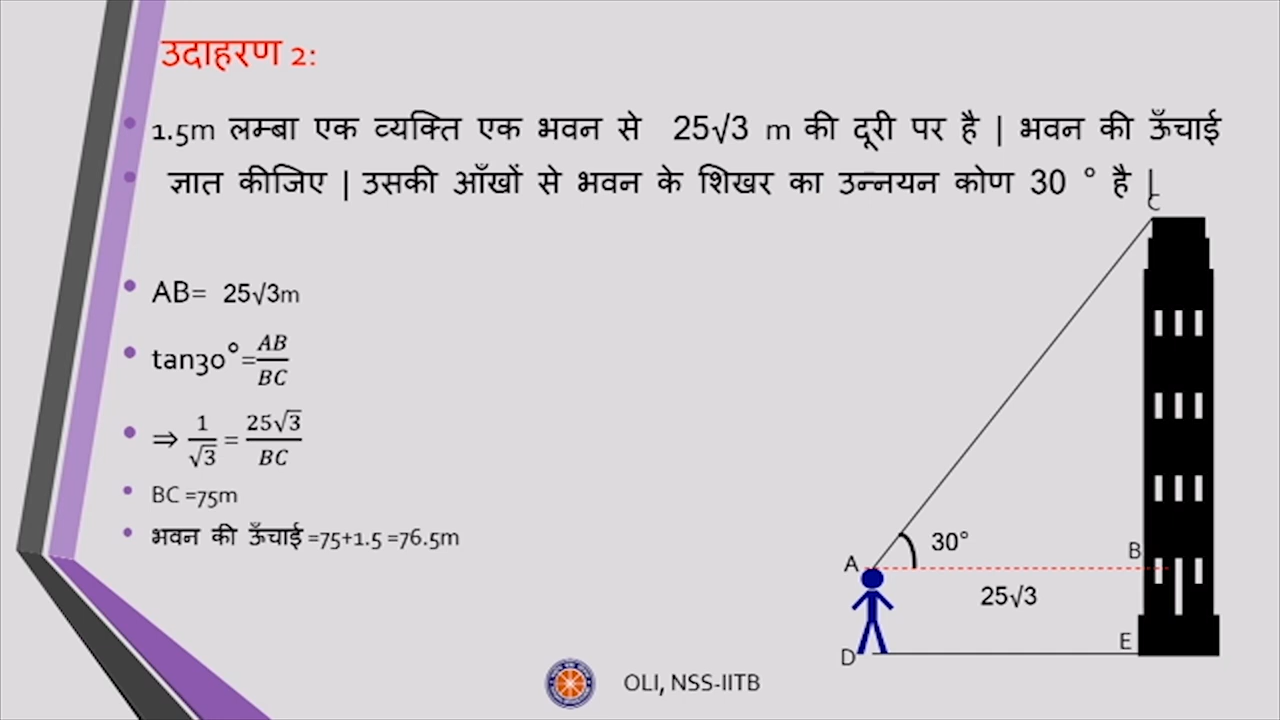 उदाहरण 2:
1.5m लम्बा एक व्यक्ति एक भवन से 25√3 m की दूरी पर है | भवन की ऊँचाई
ज्ञात कीजिए | उसकी आँखों से भवन के शिखर का उन्नयन कोण 30 ° है |
C
AB= 25√3m
tan30°=AB/BC
⇒ 1/√3 = 25√3/BC
BC =75m
भवन की ऊँचाई =75+1.5 =76.5m
30°
A
B
25√3
E
D
OLI, NSS-IITB